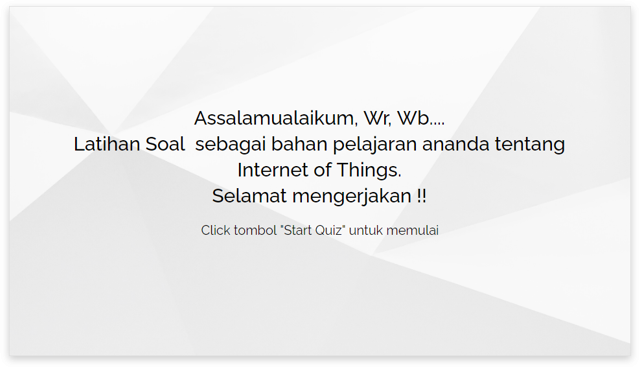 Assalamualaikum, Wr, Wb....
Latihan Soal  sebagai bahan pelajaran ananda tentang
Internet of Things.
Selamat mengerjakan !!
Click tombol "Start Quiz" untuk memulai